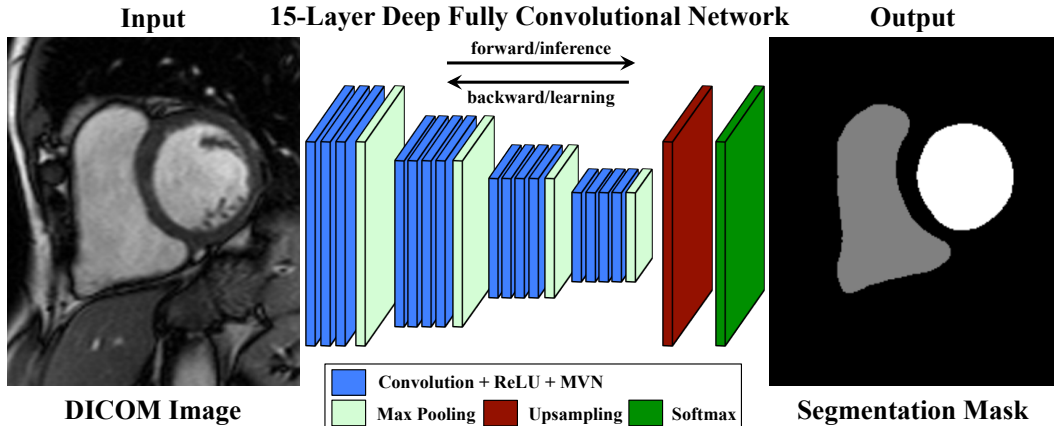 Input 15-Layer Deep Fully Convolutional Network Output
forward/inference
backward/learning
Convolution + ReLU + MVN
Max Pooling Upsampling Softmax
DICOM Image Segmentation Mask